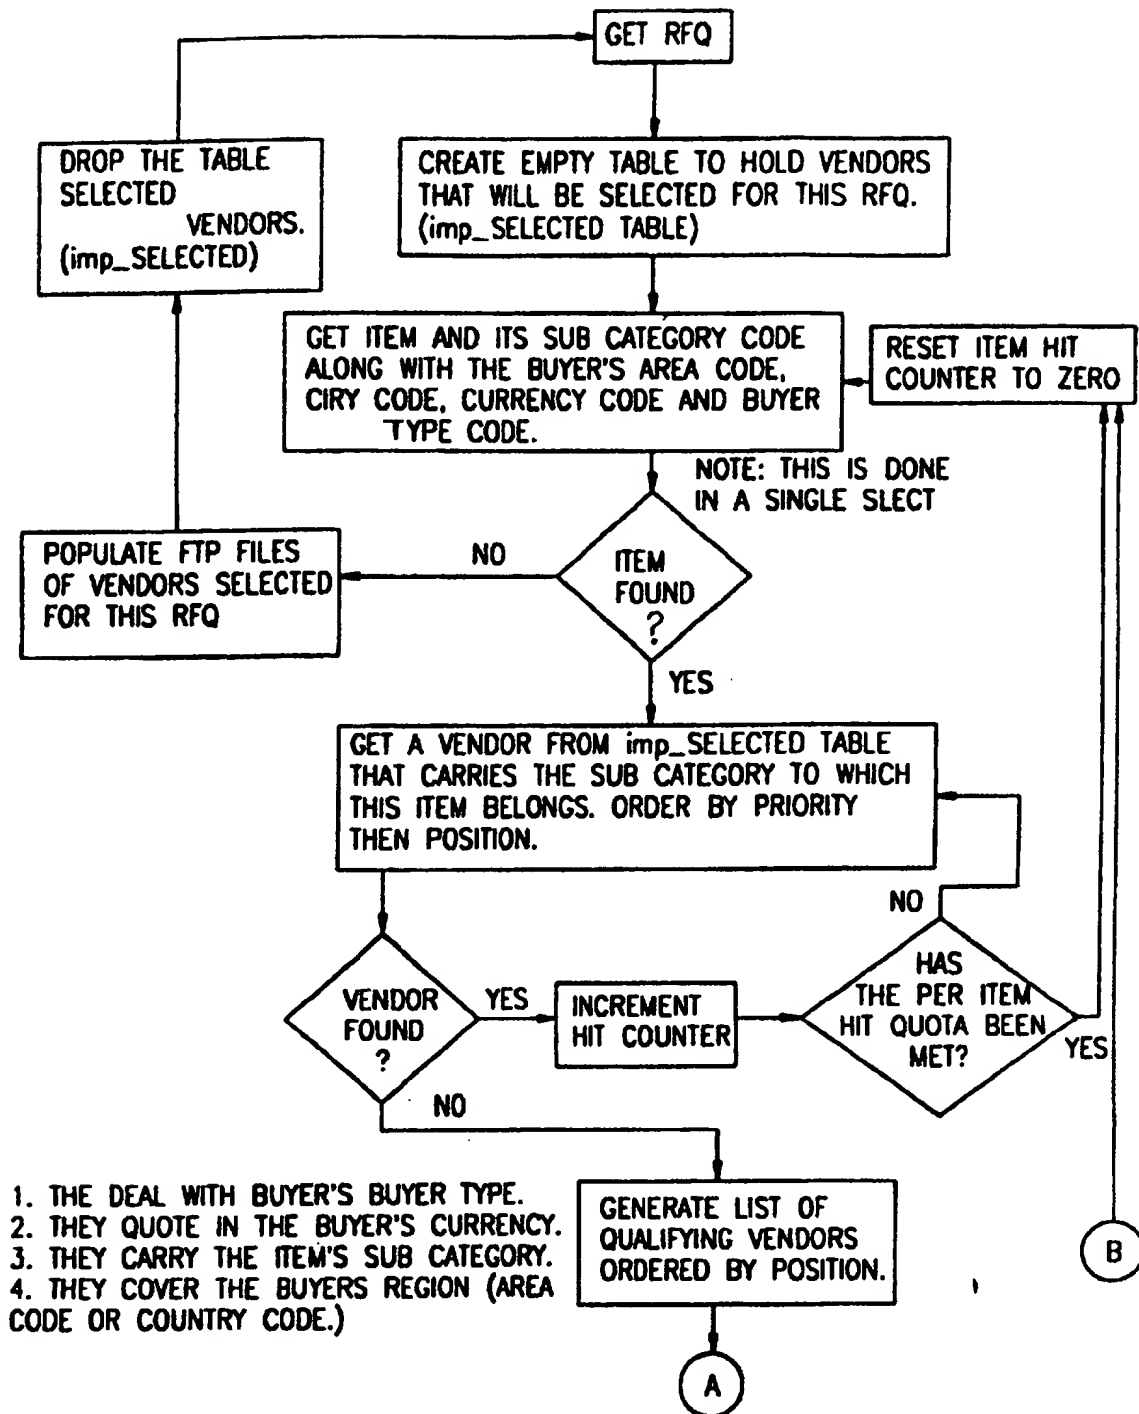 GET RFQ
DROP THE TABLE
SELECTED
VENDORS.
(imp_SELECTED)
CREATE EMPTY TABLE TO HOLD VENDORS
THAT WILL BE SELECTED FOR THIS RFQ.
(imp_SELECTED TABLE)
GET ITEM AND ITS SUB CATEGORY CODE
ALONG WITH THE BUYER'S AREA CODE,
CIRY CODE, CURRENCY CODE AND BUYER
TYPE CODE.
RESET ITEM HIT
COUNTER TO ZERO
NOTE: THIS IS DONE
IN A SINGLE SLECT
POPULATE FTP FILES
OF VENDORS SELECTED
FOR THIS RFQ
NO
ITEM
FOUND
?
YES
GET A VENDOR FROM imp_SELECTED TABLE
THAT CARRIES THE SUB CATEGORY TO WHICH
THIS ITEM BELONGS. ORDER BY PRIORITY
THEN POSITION.
NO
VENDOR
FOUND
?
YES
INCREMENT
HIT COUNTER
HAS
THE PER ITEM
HIT QUOTA BEEN
MET?
YES
NO
1. THE DEAL WITH BUYER'S BUYER TYPE.
2. THEY QUOTE IN THE BUYER'S CURRENCY.
3. THEY CARRY THE ITEM'S SUB CATEGORY.
4. THEY COVER THE BUYERS REGION (AREA
CODE OR COUNTRY CODE.)
GENERATE LIST OF
QUALIFYING VENDORS
ORDERED BY POSITION.
B
A